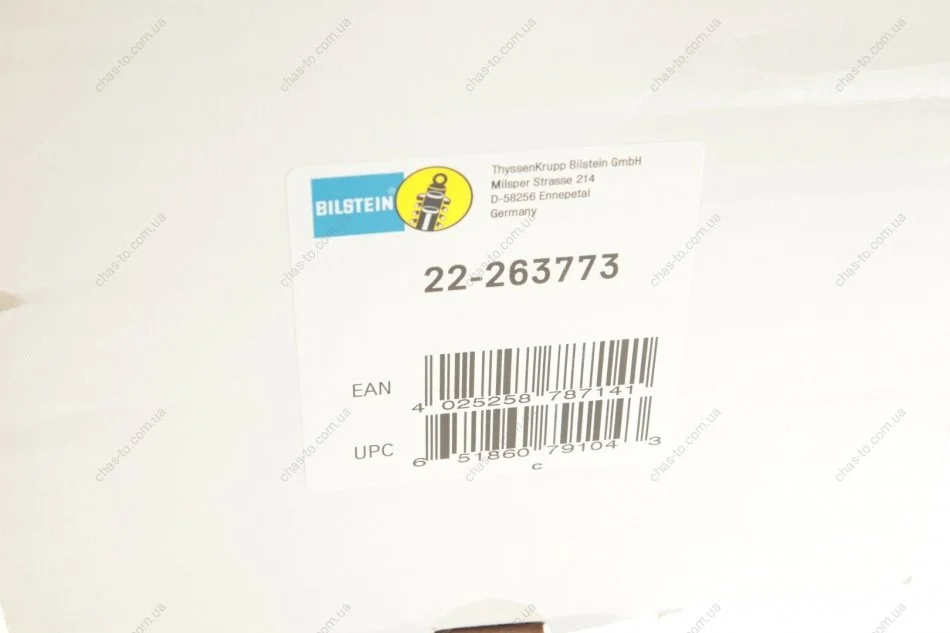 BILSTEIN®
ThyssenKrupp Bilstein GmbH
Milsper Strasse 214
D-58256 Ennepetal
Germany
22-263773
EAN
4 025258 787141
UPC
6 51860 79104 3
c
chas-to.com.ua